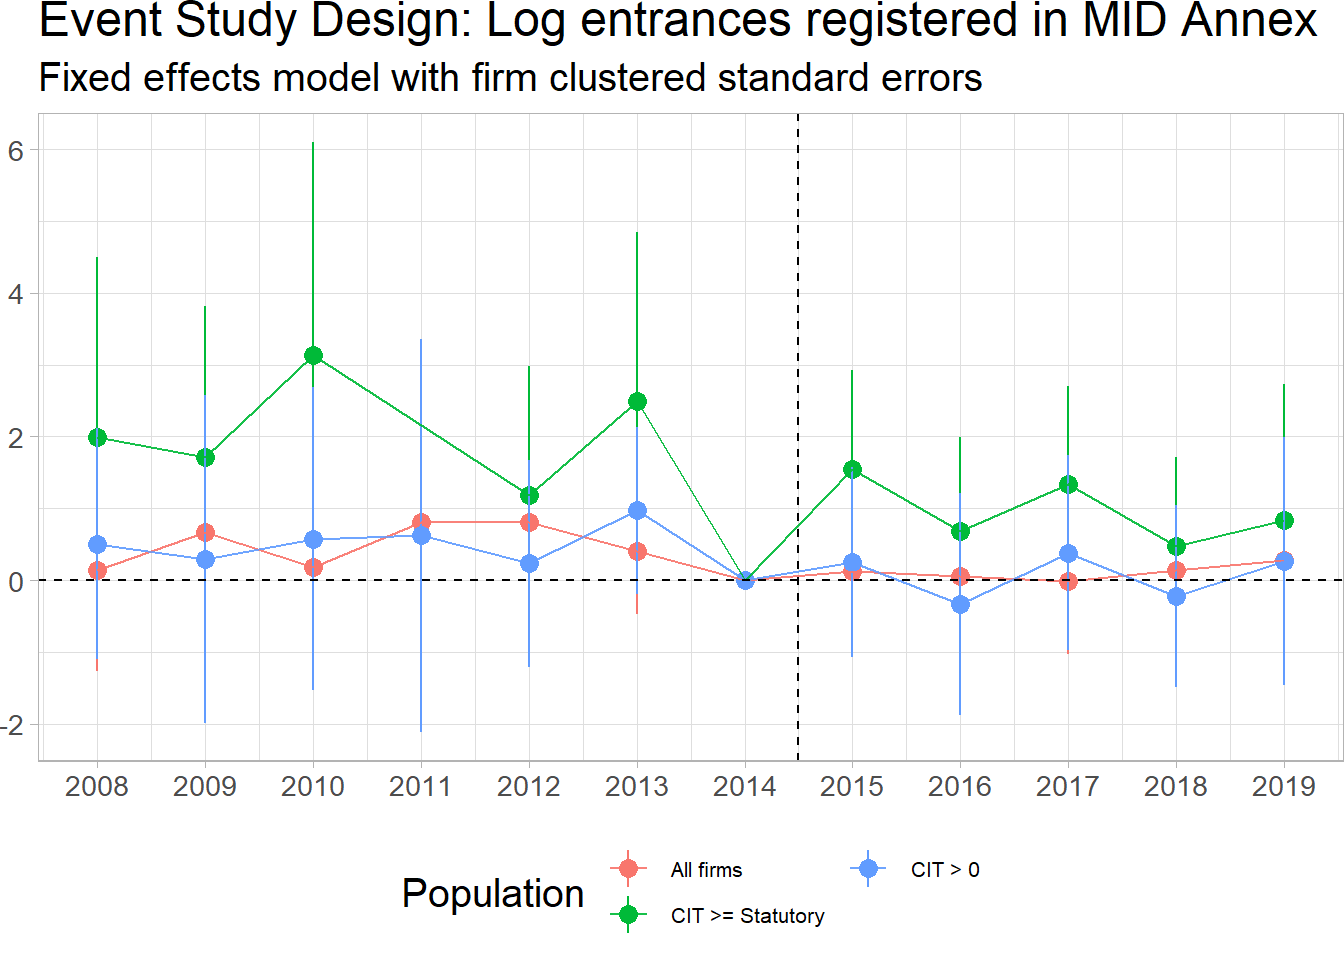 Event Study Design: Log entrances registered in MID Annex
Fixed effects model with firm clustered standard errors
6
4
2
0
-2
2008 2009 2010 2011 2012 2013 2014 2015 2016 2017 2018 2019
Population
All firms
CIT > 0
CIT >= Statutory